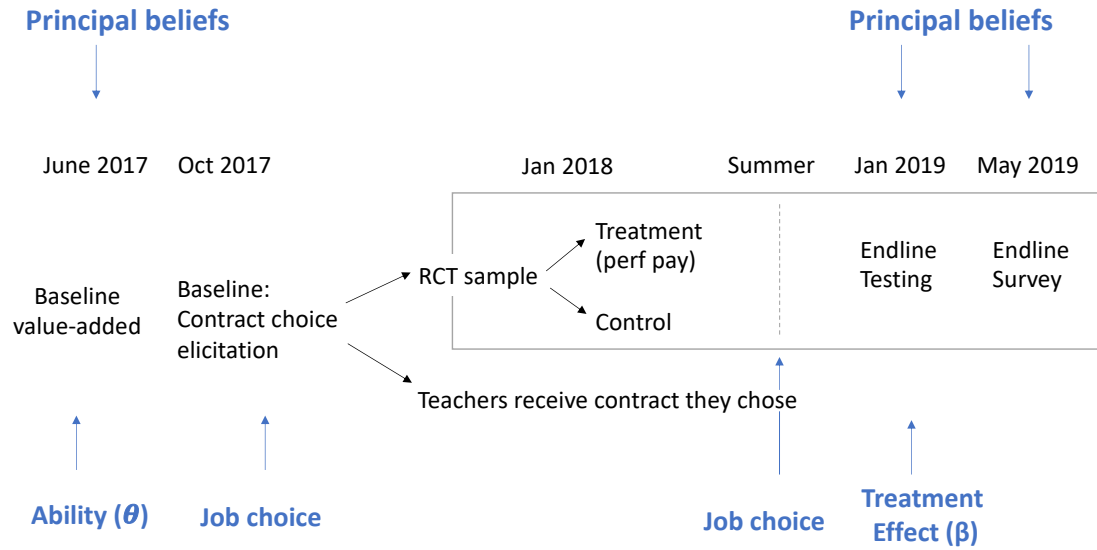 Principal beliefs
Principal beliefs
June 2017
Oct 2017
Jan 2018
Summer
Jan 2019
May 2019
Baseline
value-added
Baseline:
Contract choice
elicitation
RCT sample
Treatment
(perf pay)
Control
Endline
Testing
Endline
Survey
Teachers receive contract they chose
Ability (θ)
Job choice
Job choice
Treatment
Effect (β)